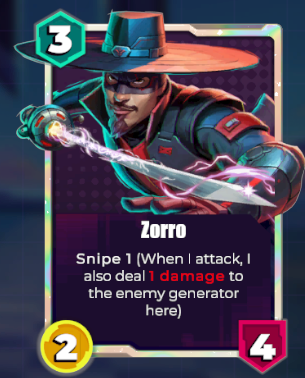 3
Zorro
Snipe 1 (When I attack, I
also deal 1 damage to
the enemy generator
here)
2
4